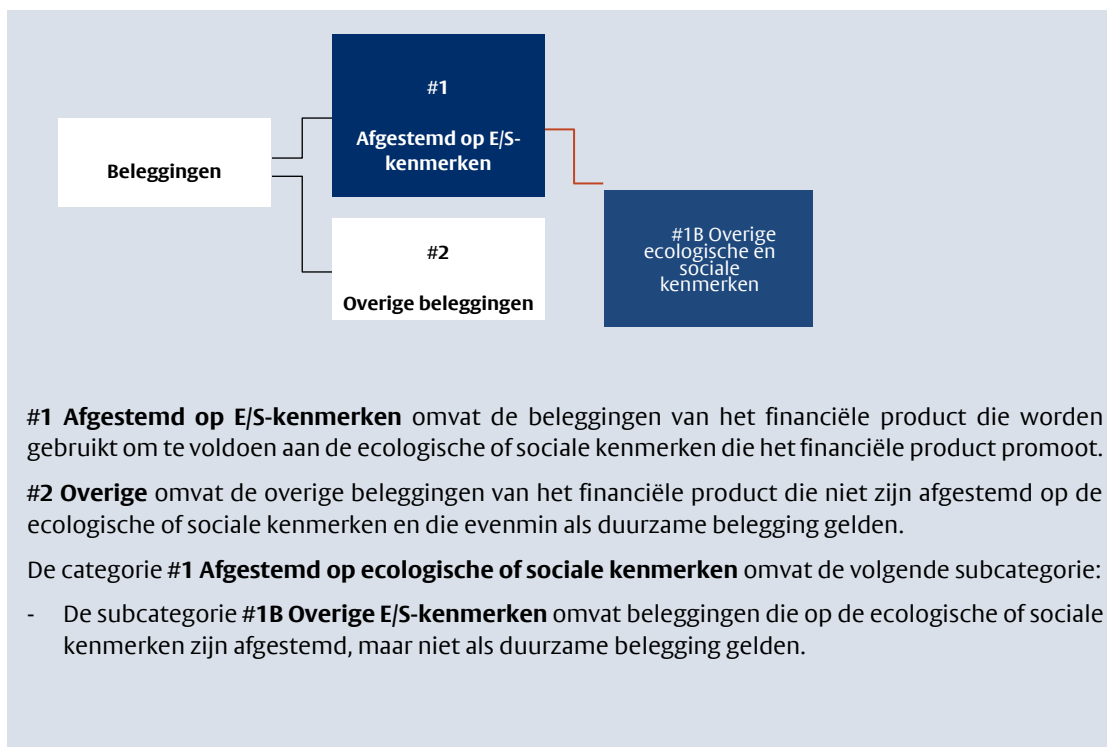 #1
Afgestemd op E/S-
kenmerken
Beleggingen
#2
Overige beleggingen
#1B Overige
ecologische en
sociale
kenmerken
#1 Afgestemd op E/S-kenmerken omvat de beleggingen van het financiële product die worden
gebruikt om te voldoen aan de ecologische of sociale kenmerken die het financiële product promoot.
#2 Overige omvat de overige beleggingen van het financiële product die niet zijn afgestemd op de
ecologische of sociale kenmerken en die evenmin als duurzame belegging gelden.
De categorie #1 Afgestemd op ecologische of sociale kenmerken omvat de volgende subcategorie:
- De subcategorie #1B Overige E/S-kenmerken omvat beleggingen die op de ecologische of sociale
kenmerken zijn afgestemd, maar niet als duurzame belegging gelden.